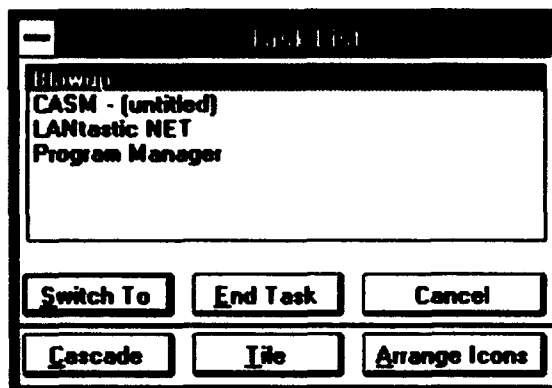 Task List
Blowup
CASM - (untitled)
LANtastic NET
Program Manager
Switch To End Task Cancel
Cascade Tile Arrange Icons